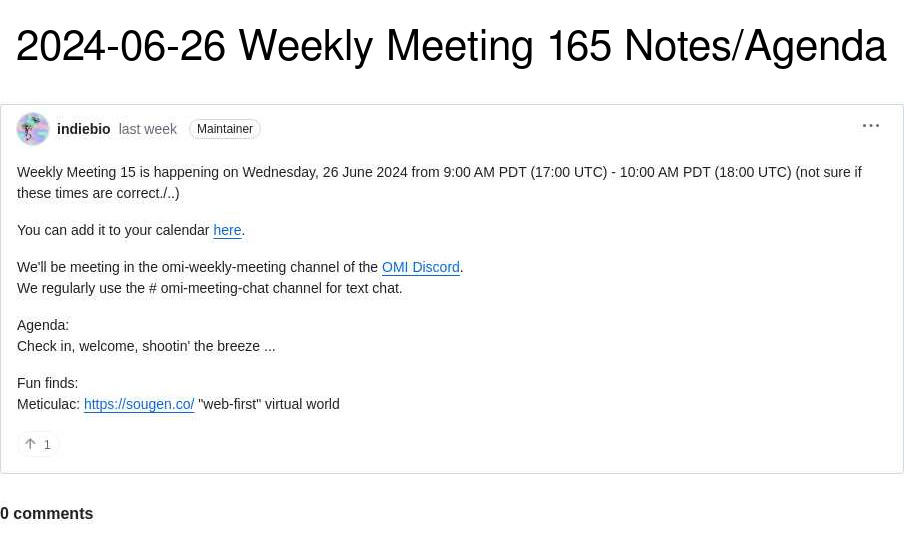 2024-06-26 Weekly Meeting 165 Notes/Agenda
indiebio last week Maintainer
Weekly Meeting 15 is happening on Wednesday, 26 June 2024 from 9:00 AM PDT (17:00 UTC) - 10:00 AM PDT (18:00 UTC) (not sure if
these times are correct./..)
You can add it to your calendar here.
We'll be meeting in the omi-weekly-meeting channel of the OMI Discord.
We regularly use the # omi-meeting-chat channel for text chat.
Agenda:
Check in, welcome, shootin' the breeze ...
Fun finds:
Meticulac: https://sougen.co/ "web-first" virtual world
1
0 comments